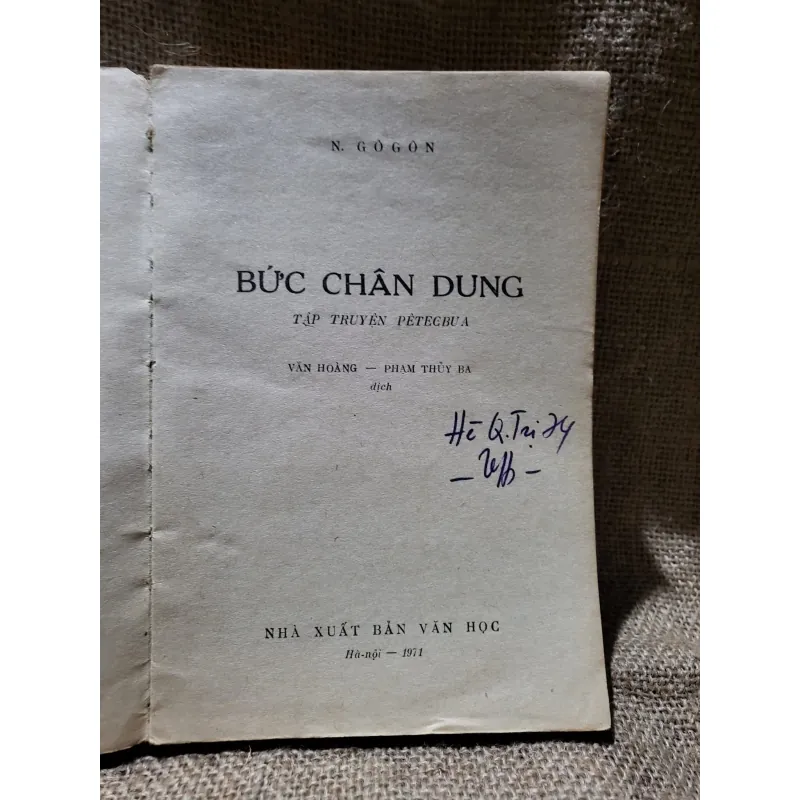 N. GÔGÔN
BỨC CHÂN DUNG
TẬP TRUYỆN PÊTECBUA
VĂN HOÀNG — PHẠM THỦY BA
dịch
Hè Q.Trị 74
NHÀ XUẤT BẢN VĂN HỌC
Hà-nội — 1971